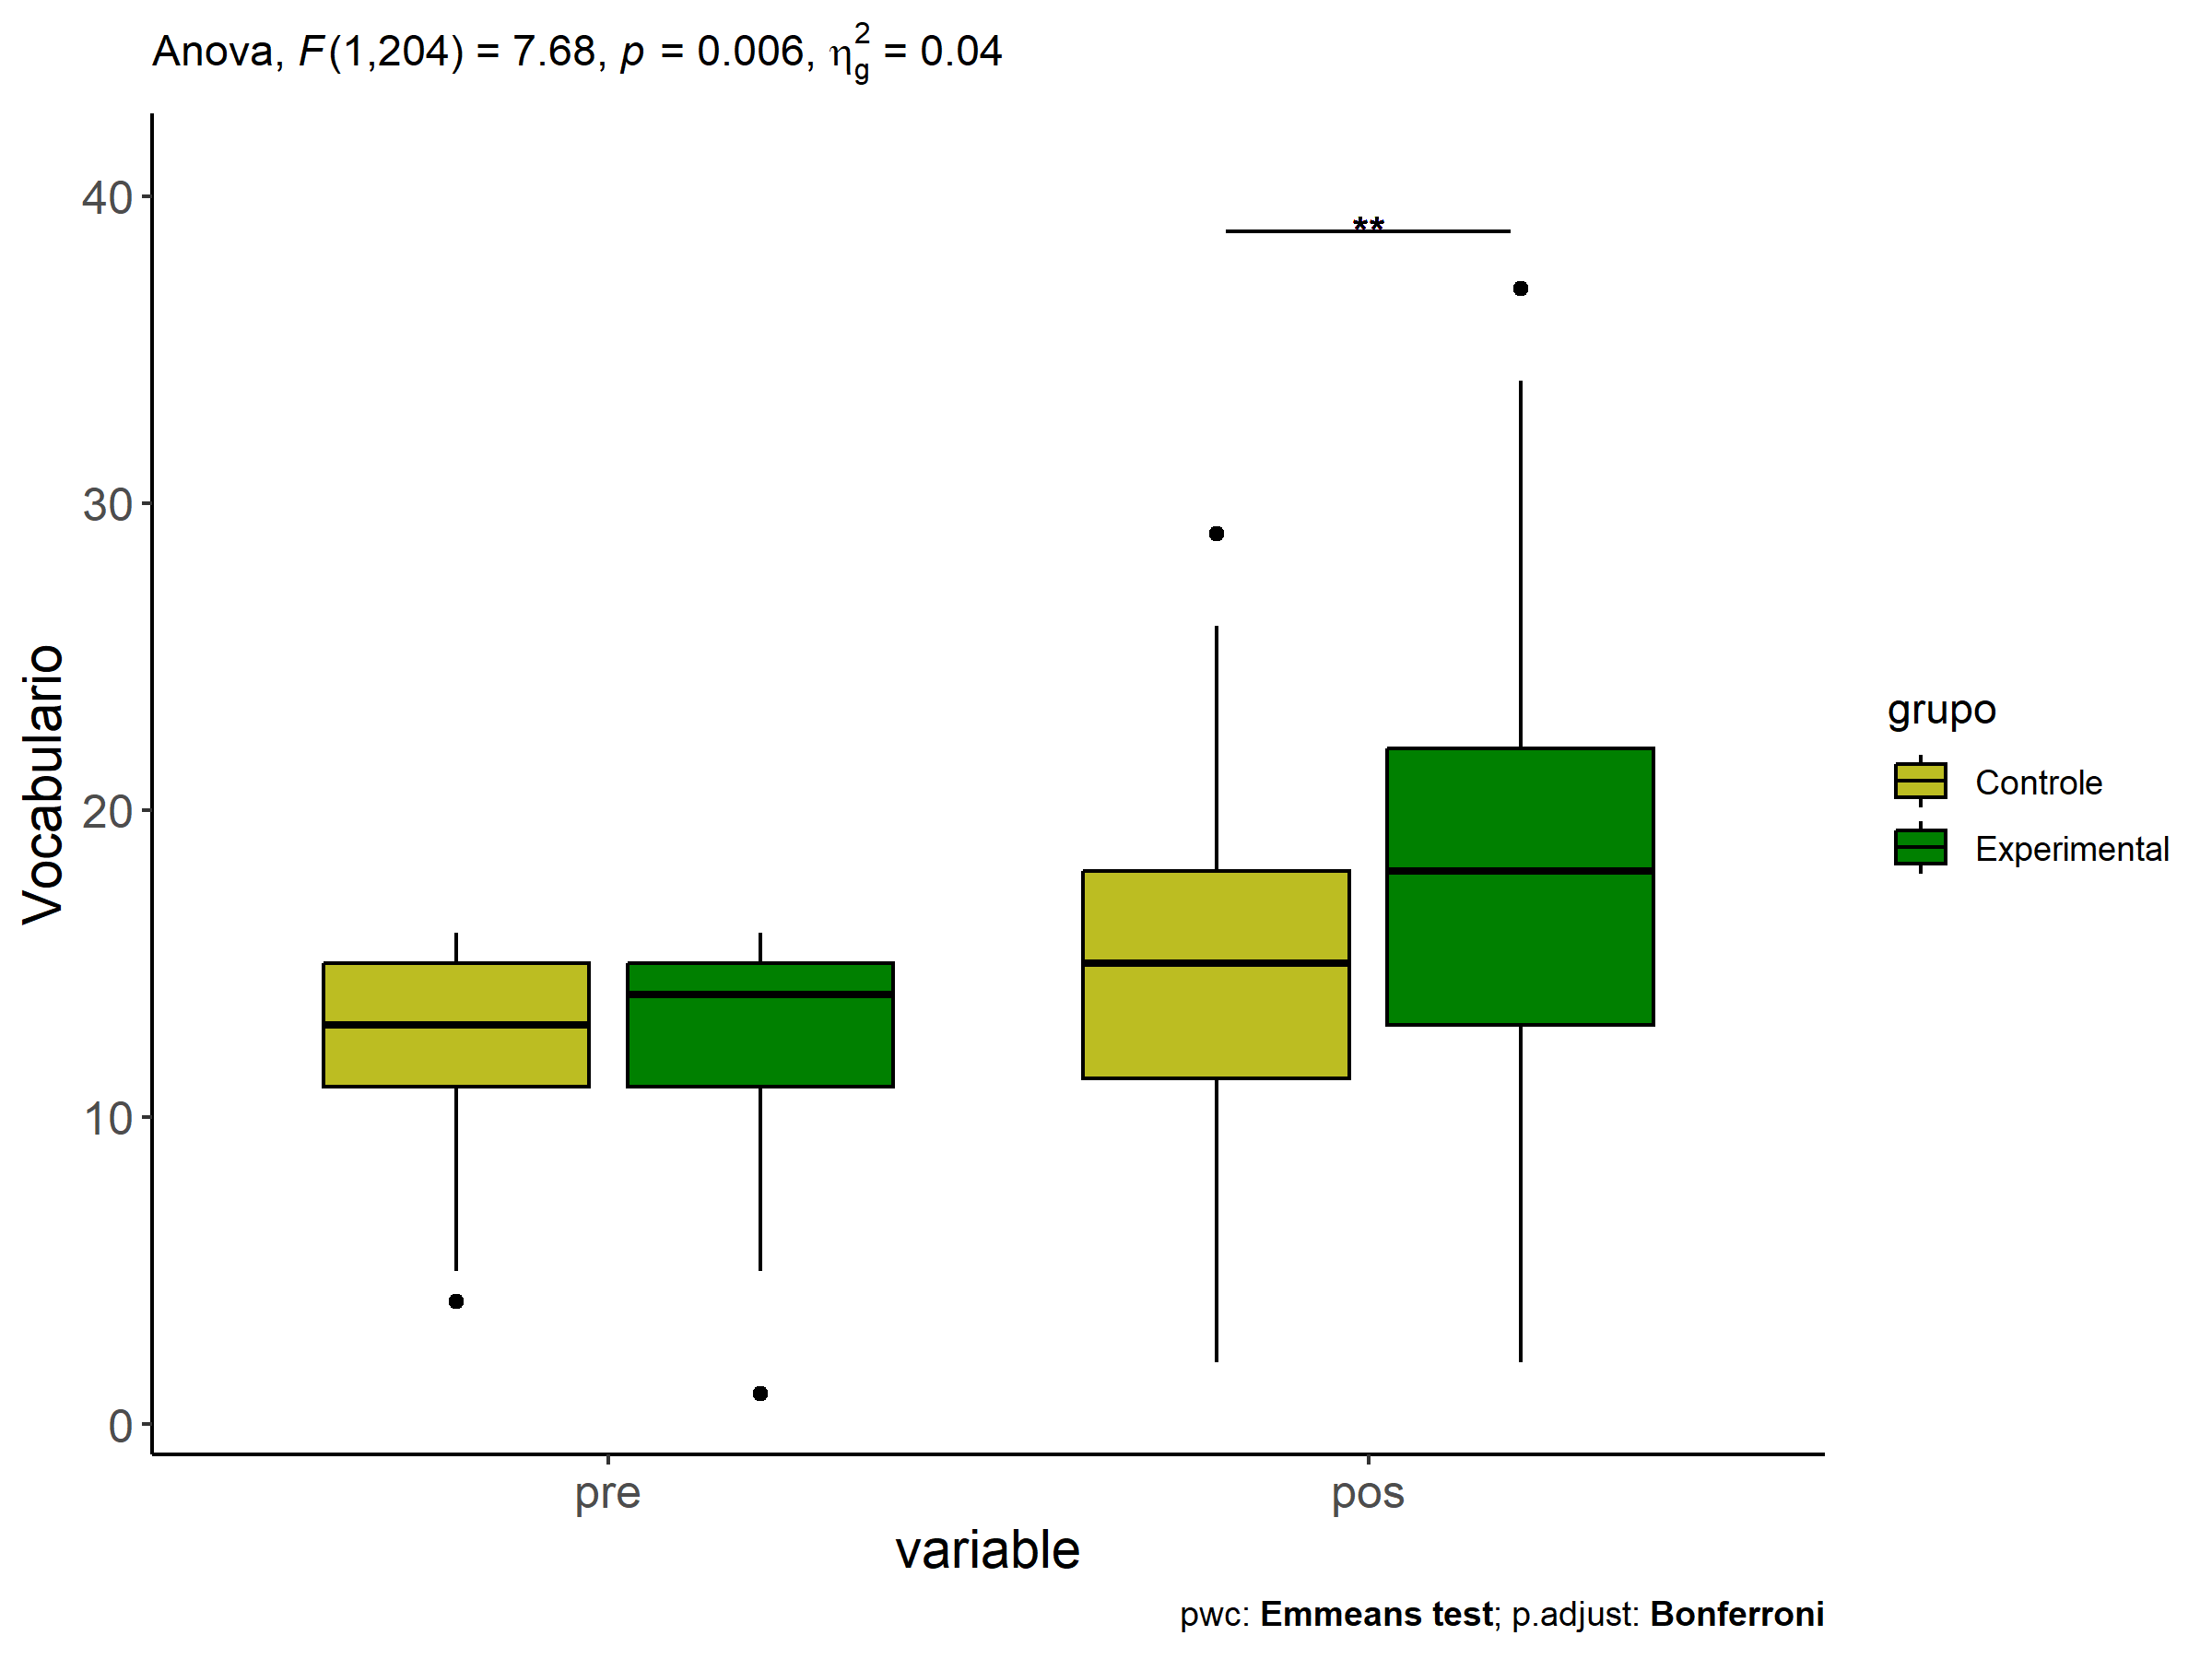 Anova, F(1,204) = 7.68, p = 0.006, η²g = 0.04
40
30
20
10
0
**
Vocabulario
pre
pos
variable
grupo
Controle
Experimental
pwc: Emmeans test; p.adjust: Bonferroni